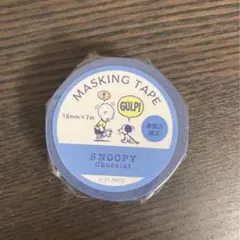 MASKING TAPE
15mm×7m
GULP!
SNOOPY
Chocolat